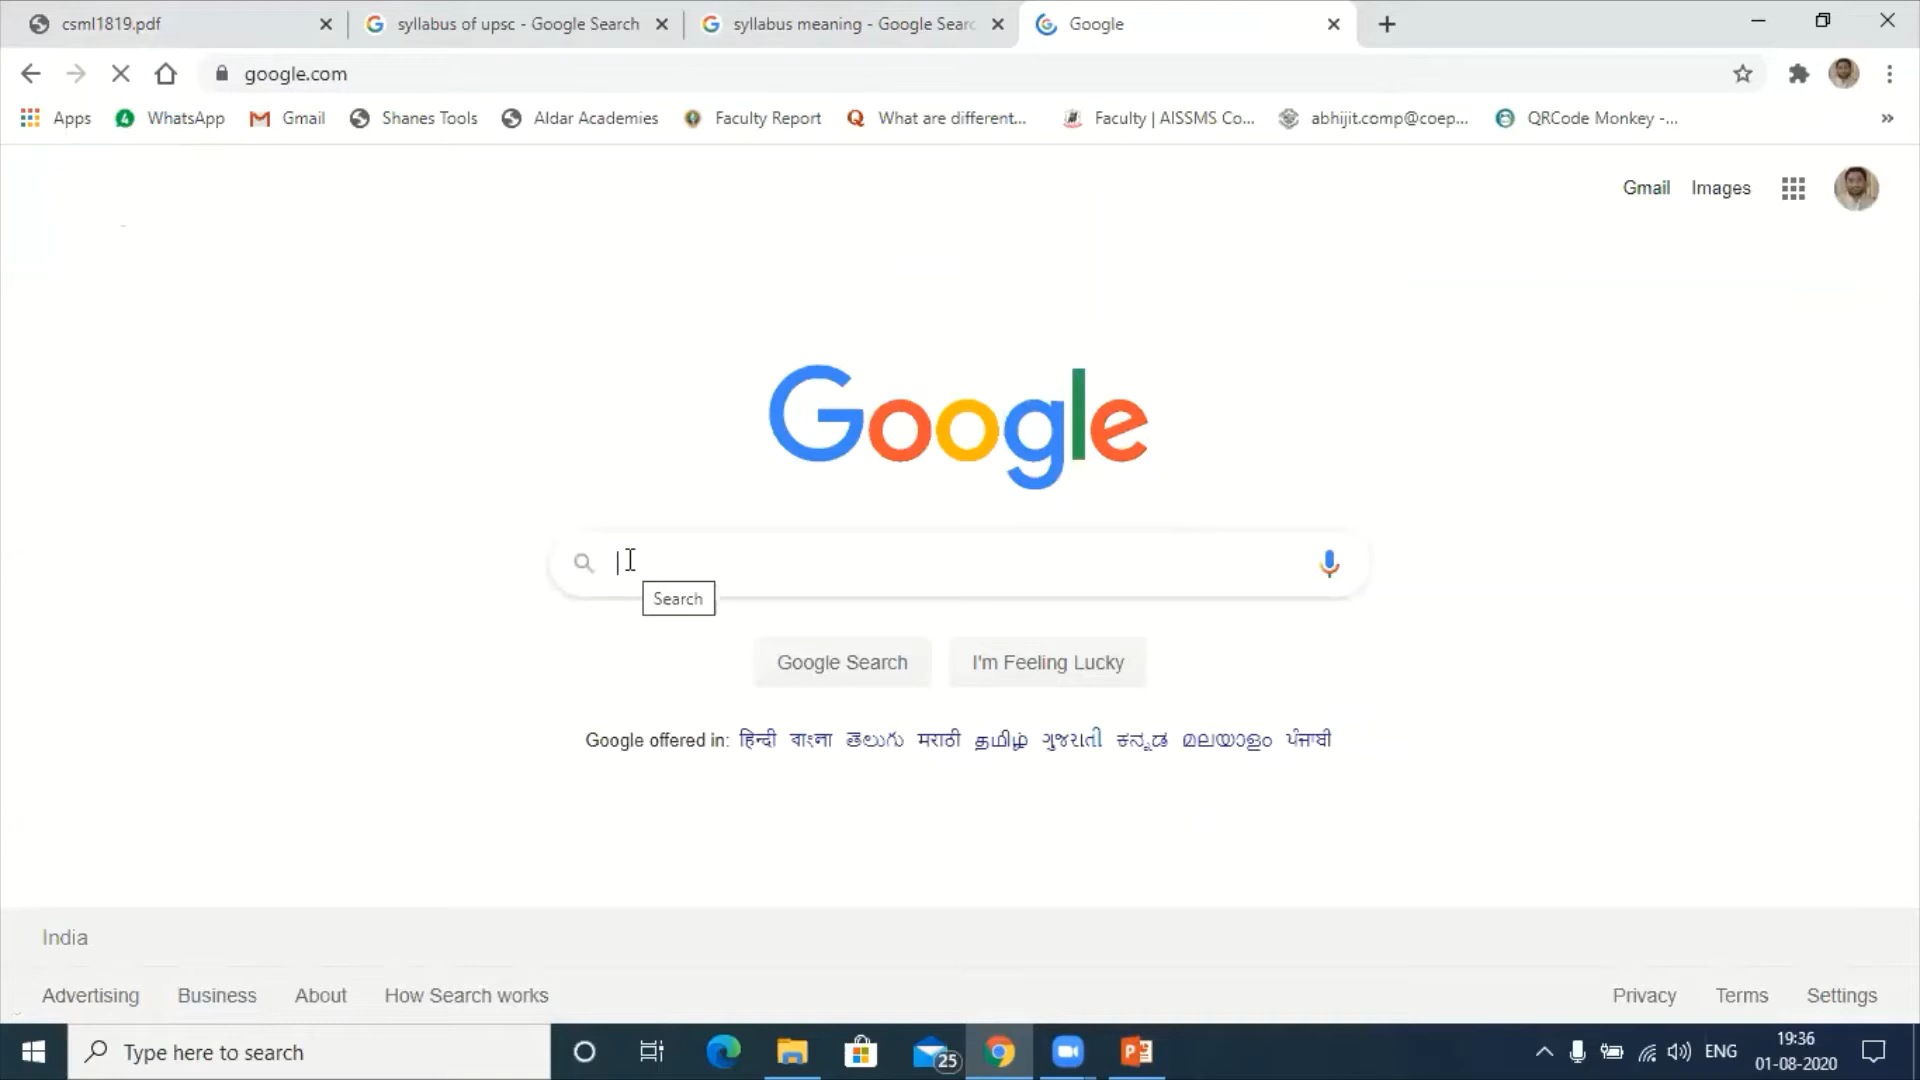 csml1819.pdf
syllabus of upsc - Google Search
syllabus meaning - Google Searc
Google
google.com
Apps
WhatsApp
Gmail
Shanes Tools
Aldar Academies
Faculty Report
What are different...
Faculty | AISSMS Co...
abhijit.comp@coep...
QRCode Monkey -...
»
Gmail
Images
Google
Search
Google Search
I'm Feeling Lucky
Google offered in: हिन्दी বাংলা తెలుగు मराठी தமிழ் ગુજરાતી ಕನ್ನಡ മലയാളം ਪੰਜਾਬੀ
India
Advertising
Business
About
How Search works
Privacy
Terms
Settings
Type here to search
25
ENG
19:36
01-08-2020